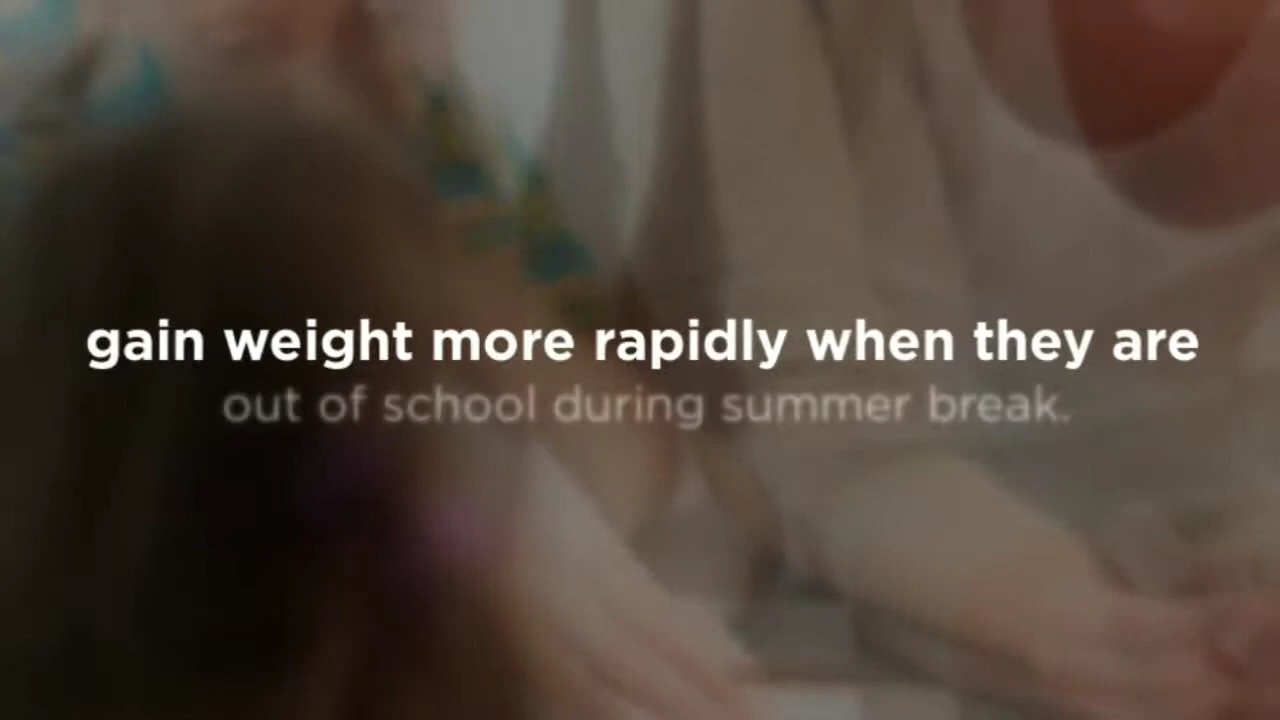 gain weight more rapidly when they are
out of school during summer break.